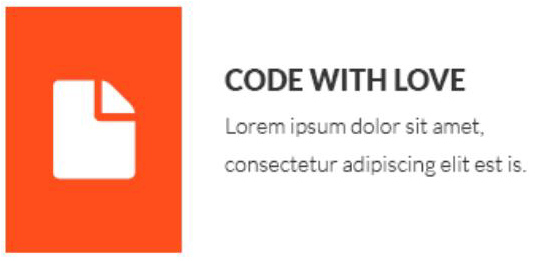 CODE WITH LOVE
Lorem ipsum dolor sit amet,
consectetur adipiscing elit est is.